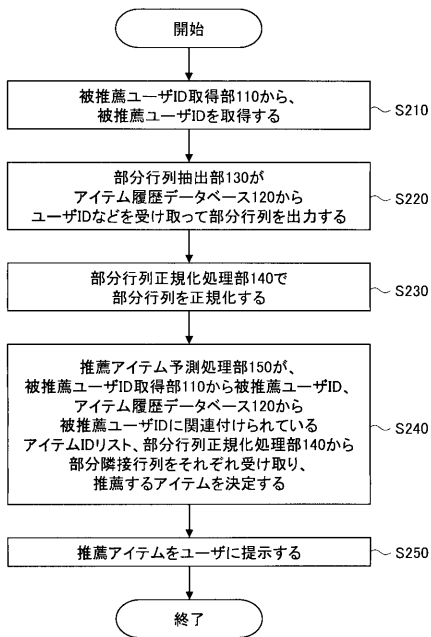 開始
被推薦ユーザID取得部110から、
被推薦ユーザIDを取得する
S210
部分行列抽出部130が
アイテム履歴データベース120から
ユーザIDなどを受け取って部分行列を出力する
S220
部分行列正規化処理部140で
部分行列を正規化する
S230
推薦アイテム予測処理部150が、
被推薦ユーザID取得部110から被推薦ユーザID、
アイテム履歴データベース120から
被推薦ユーザIDに関連付けられている
アイテムIDリスト、部分行列正規化処理部140から
部分隣接行列をそれぞれ受け取り、
推薦するアイテムを決定する
S240
推薦アイテムをユーザに提示する
S250
終了